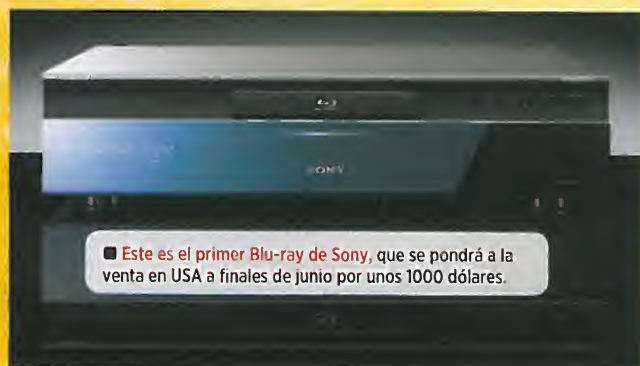 SONY
■ Este es el primer Blu-ray de Sony, que se pondrá a la
venta en USA a finales de junio por unos 1000 dólares.